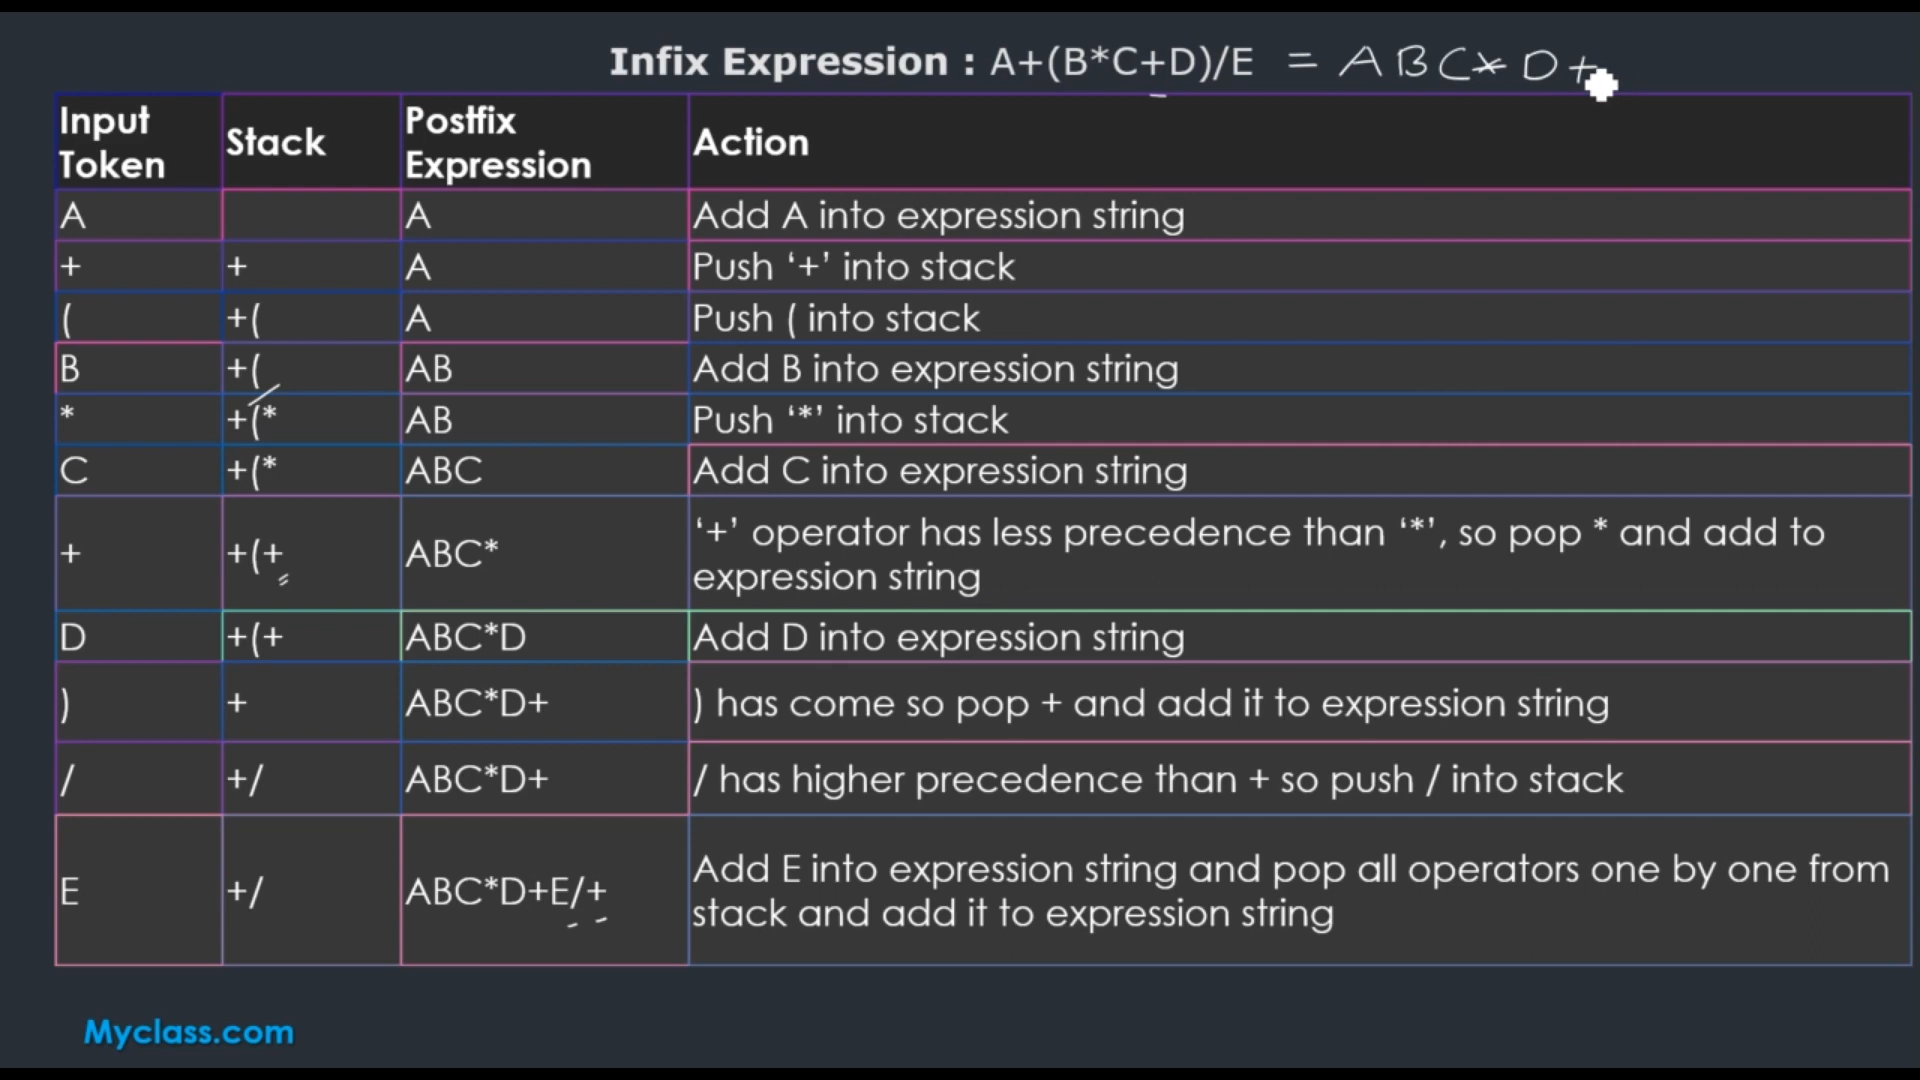 Infix Expression : A+(B*C+D)/E = ABC* D+
Input Token
Stack
Postfix Expression
Action
A
A
Add A into expression string
+
+
A
Push ‘+’ into stack
(
+(
A
Push ( into stack
B
+(
AB
Add B into expression string
*
+(*
AB
Push ‘*’ into stack
C
+(*
ABC
Add C into expression string
+
+(+
ABC*
‘+’ operator has less precedence than ‘*’, so pop * and add to
expression string
D
+(+
ABC*D
Add D into expression string
)
+
ABC*D+
) has come so pop + and add it to expression string
/
+/
ABC*D+
/ has higher precedence than + so push / into stack
E
+/
ABC*D+E/+
Add E into expression string and pop all operators one by one from
stack and add it to expression string
Myclass.com